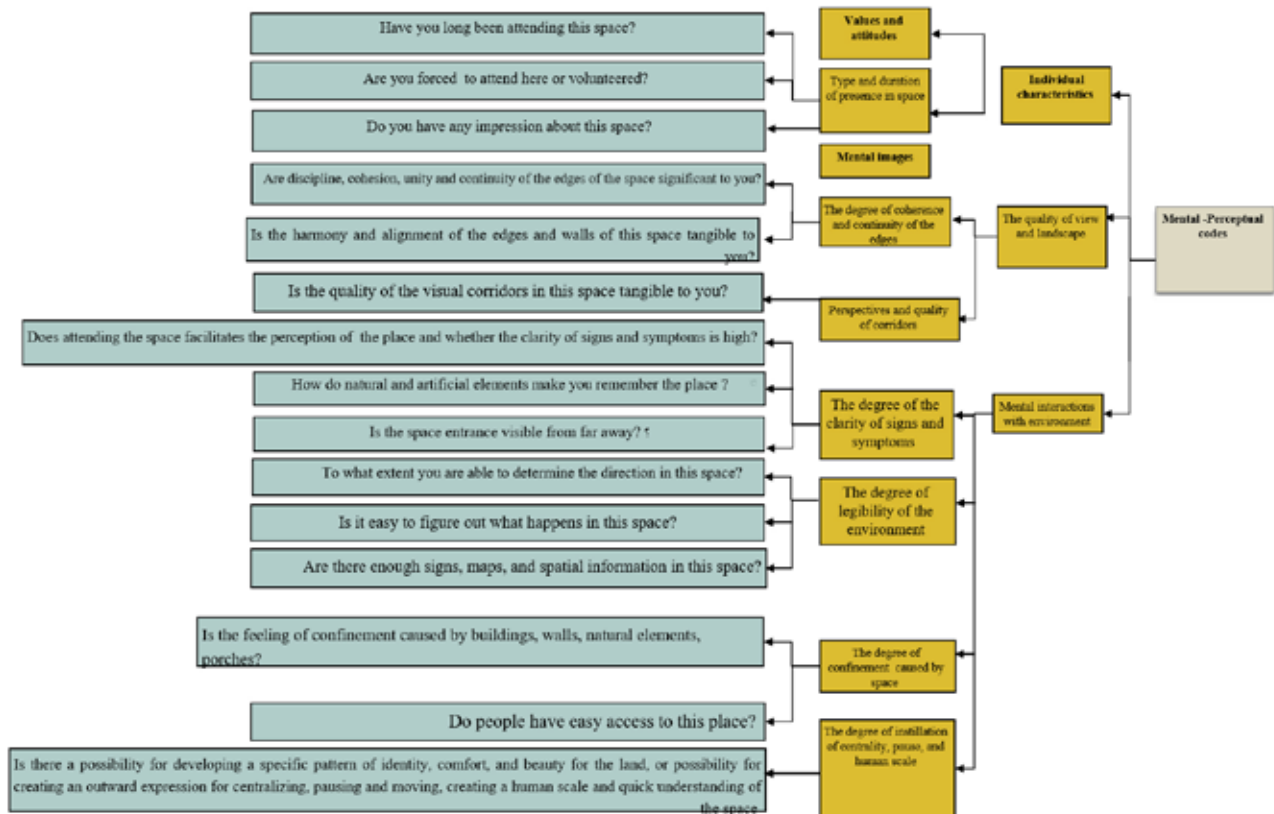 Have you long been attending this space?
Are you forced to attend here or volunteered?
Do you have any impression about this space?
Are discipline, cohesion, unity and continuity of the edges of the space significant to you?
Is the harmony and alignment of the edges and walls of this space tangible to
you?
Is the quality of the visual corridors in this space tangible to you?
Does attending the space facilitates the perception of the place and whether the clarity of signs and symptoms is high?
How do natural and artificial elements make you remember the place ?
Is the space entrance visible from far away? ¶
To what extent you are able to determine the direction in this space?
Is it easy to figure out what happens in this space?
Are there enough signs, maps, and spatial information in this space?
Is the feeling of confinement caused by buildings, walls, natural elements,
porches?
Do people have easy access to this place?
Is there a possibility for developing a specific pattern of identity, comfort, and beauty for the land, or possibility for
creating an outward expression for centralizing, pausing and moving, creating a human scale and quick understanding of
the space
Values and
attitudes
Type and duration
of presence in space
Mental images
The degree of coherence
and continuity of the
edges
Perspectives and quality
of corridors
The degree of the
clarity of signs and
symptoms
The degree of
legibility of the
environment
The degree of
confinement caused by
space
The degree of instillation
of centrality, pause, and
human scale
Individual
characteristics
The quality of view
and landscape
Mental interactions
with environment
Mental -Perceptual
codes